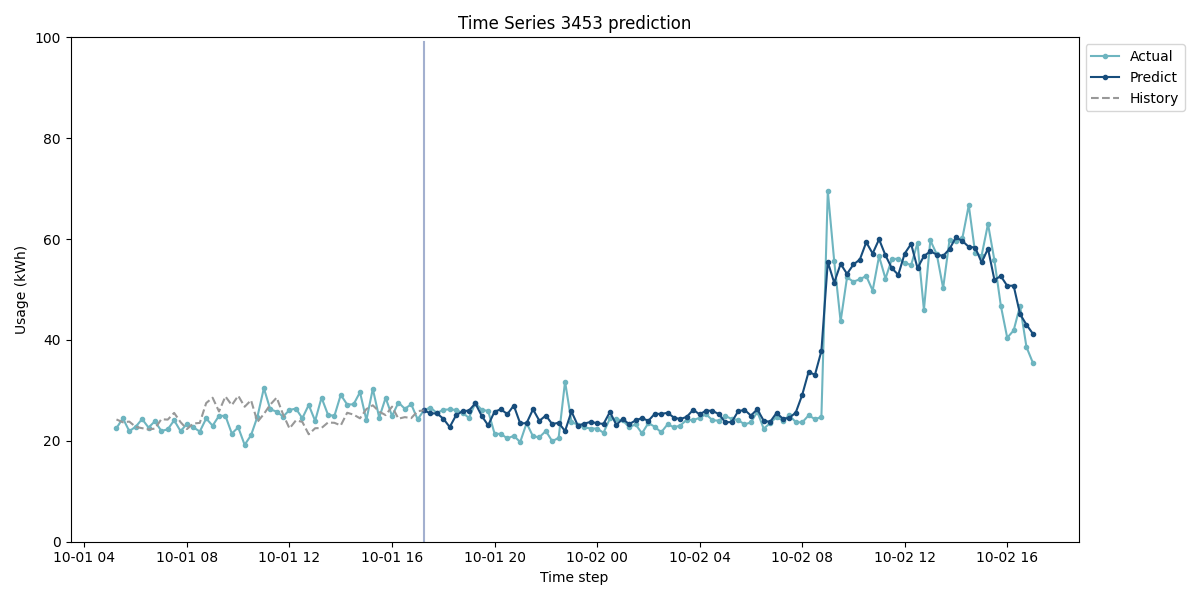 Time Series 3453 prediction
100
80
60
40
20
0
Usage (kWh)
10-01 04
10-01 08
10-01 12
10-01 16
10-01 20
10-02 00
10-02 04
10-02 08
10-02 12
10-02 16
Time step
Actual
Predict
History